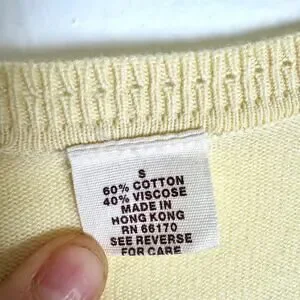 S
60% COTTON
40% VISCOSE
MADE IN
HONG KONG
RN 66170
SEE REVERSE
FOR CARE